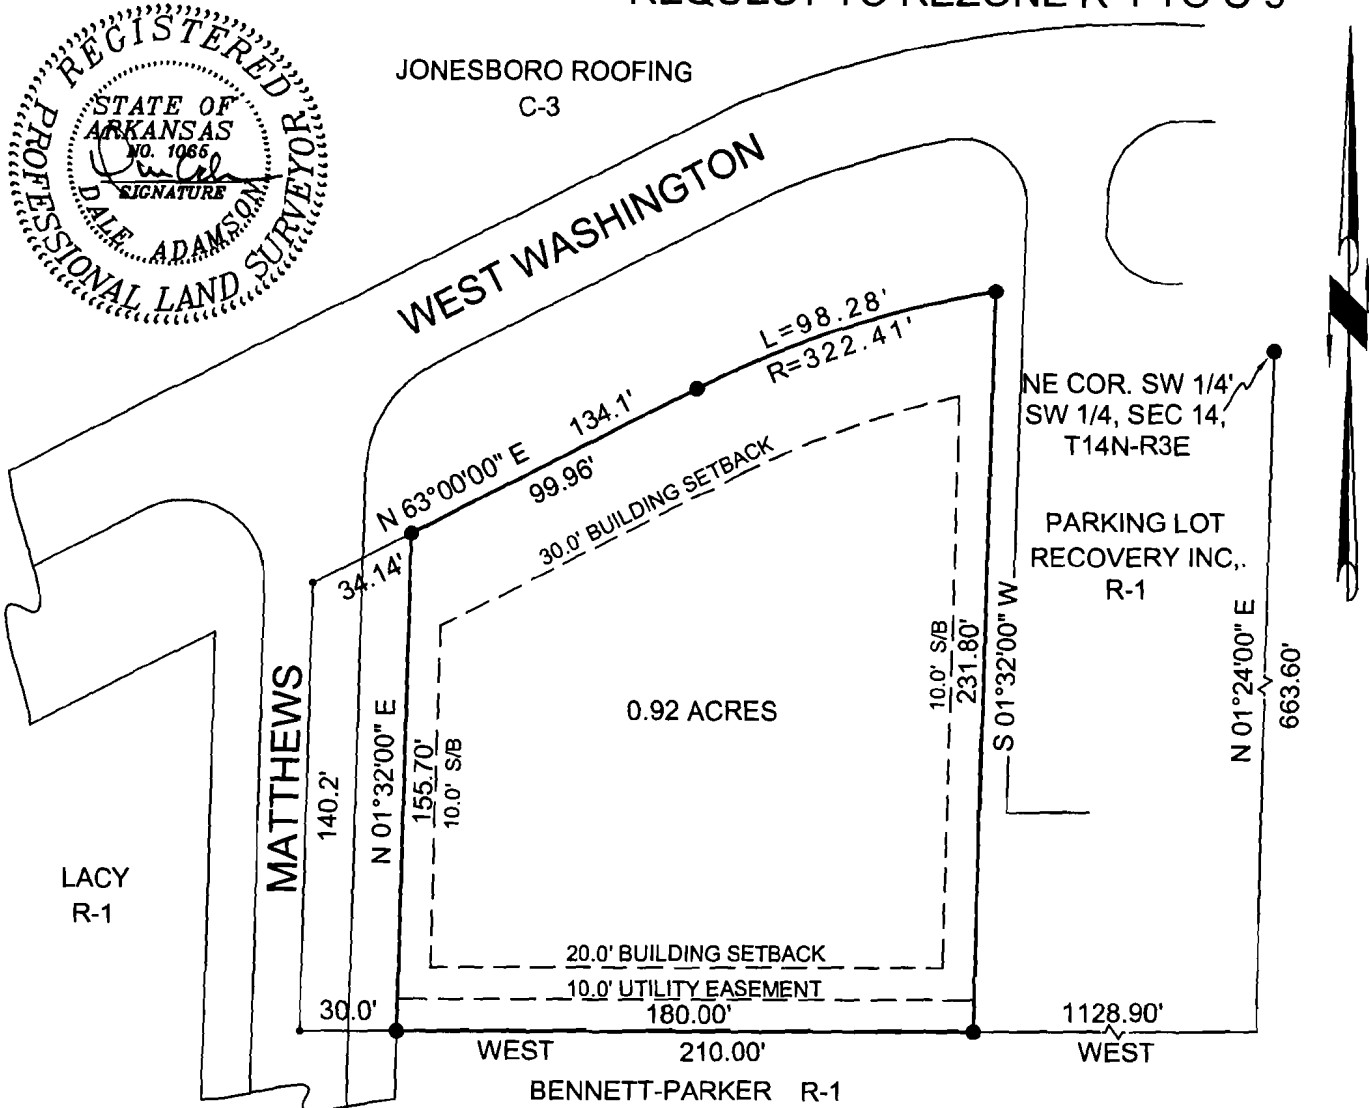 REQUEST TO REZONE R-1 TO C-3
REGISTERED
PROFESSIONAL LAND SURVEYOR
STATE OF
ARKANSAS
NO. 1065
SIGNATURE
DALE ADAMSON
JONESBORO ROOFING
C-3
WEST WASHINGTON
L=98.28'
R=322.41'
NE COR. SW 1/4
SW 1/4, SEC 14,
T14N-R3E
134.1'
N 63°00'00" E
99.96'
34.14'
30.0' BUILDING SETBACK
PARKING LOT
RECOVERY INC,.
R-1
N 01°24'00" E
663.60'
S 01°32'00" W
231.80'
10.0' S/B
0.92 ACRES
MATTHEWS
140.2'
N 01°32'00" E
155.70'
10.0' S/B
LACY
R-1
20.0' BUILDING SETBACK
10.0' UTILITY EASEMENT
30.0'
180.00'
1128.90'
WEST
210.00'
WEST
BENNETT-PARKER R-1